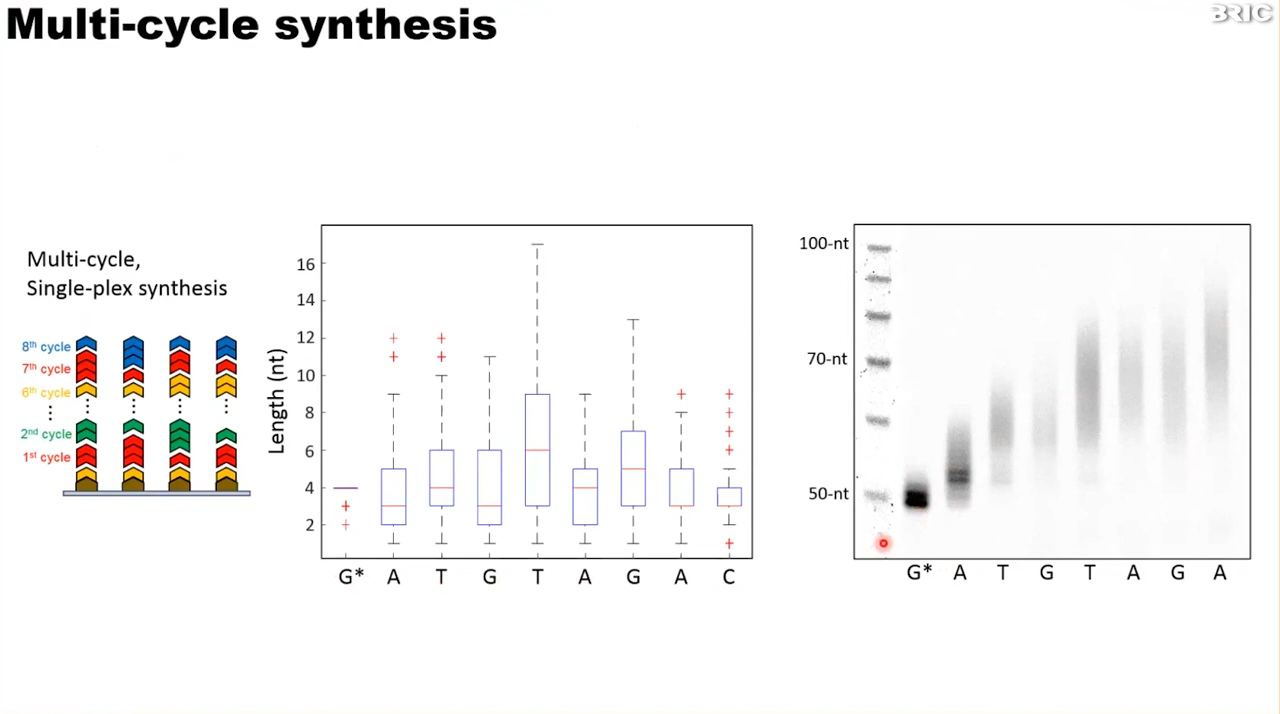 Multi-cycle synthesis
BRIC
Multi-cycle,
Single-plex synthesis
8th cycle
7th cycle
6th cycle
2nd cycle
1st cycle
Length (nt)
16
14
12
10
8
6
4
2
G* A T G T A G A C
100-nt
70-nt
50-nt
G* A T G T A G A